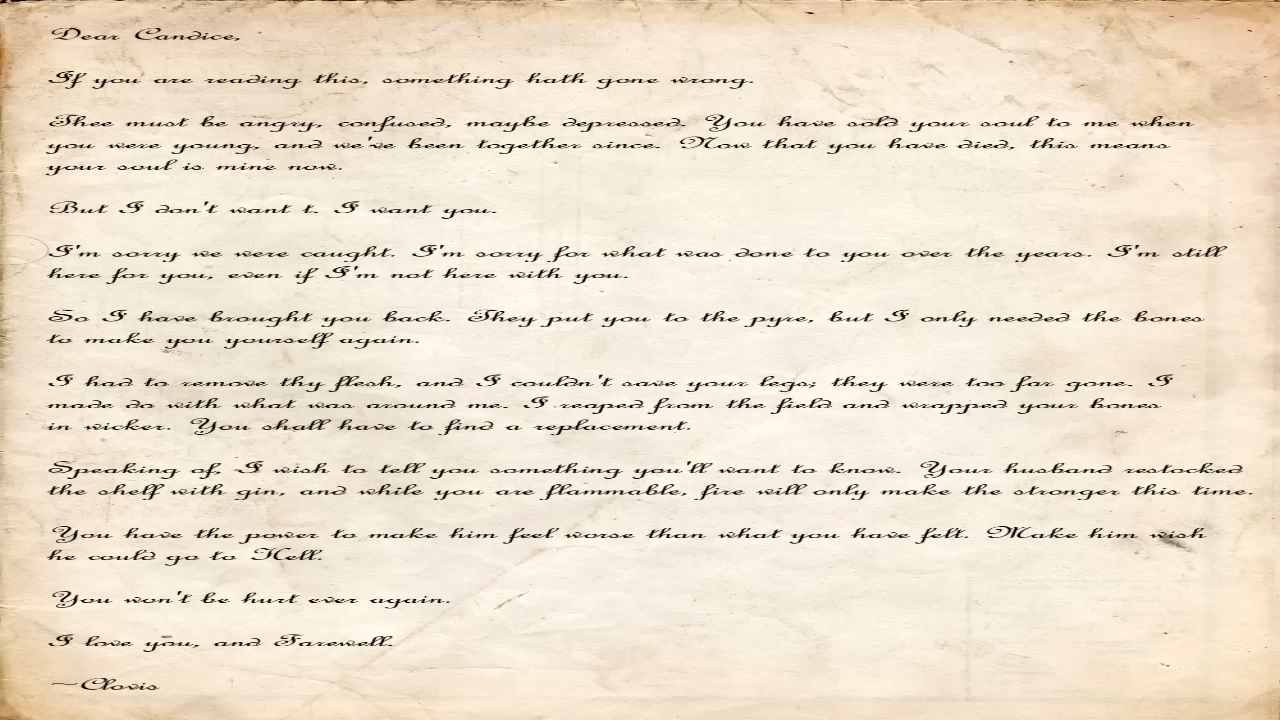 Dear Candice,
If you are reading this, something hath gone wrong.
Thee must be angry, confused, maybe depressed. You have sold your soul to me when
you were young, and we've been together since. Now that you have died, this means
your soul is mine now.
But I don't want t. I want you.
I'm sorry we were caught. I'm sorry for what was done to you over the years. I'm still
here for you, even if I'm not here with you.
So I have brought you back. They put you to the pyre, but I only needed the bones
to make you yourself again.
I had to remove thy flesh, and I couldn't save your legs; they were too far gone. I
made do with what was around me. I reaped from the field and wrapped your bones
in wicker. You shall have to find a replacement.
Speaking of, I wish to tell you something you'll want to know. Your husband restocked
the shelf with gin, and while you are flammable, fire will only make the stronger this time.
You have the power to make him feel worse than what you have felt. Make him wish
he could go to Hell.
You won't be hurt ever again.
I love you, and Farewell.
~Clovis